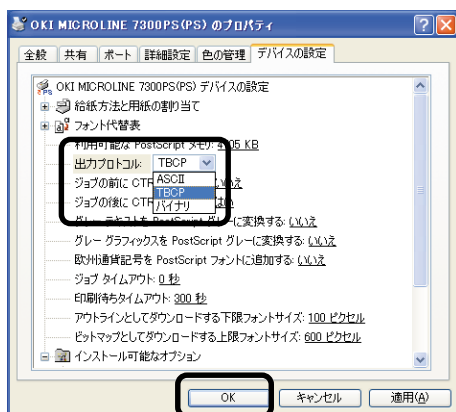 OKI MICROLINE 7300PS(PS) のプロパティ
全般 共有 ポート 詳細設定 色の管理 デバイスの設定
OKI MICROLINE 7300PS(PS) デバイスの設定
給紙方法と用紙の割り当て
フォント代替表
利用可能な PostScript メモリ: 4105 KB
出力プロトコル: TBCP
ASCII
ジョブの前に CTR いいえ
TBCP
ジョブの後に CTR はい
バイナリ
グレー テキストを PostScript グレーに変換する: いいえ
グレー グラフィックスを PostScript グレーに変換する: いいえ
欧州通貨記号を PostScript フォントに追加する: いいえ
ジョブ タイムアウト: 0 秒
印刷待ちタイムアウト: 300 秒
アウトラインとしてダウンロードする下限フォントサイズ: 100 ピクセル
ビットマップとしてダウンロードする上限フォントサイズ: 600 ピクセル
インストール可能なオプション
OK キャンセル 適用(A)